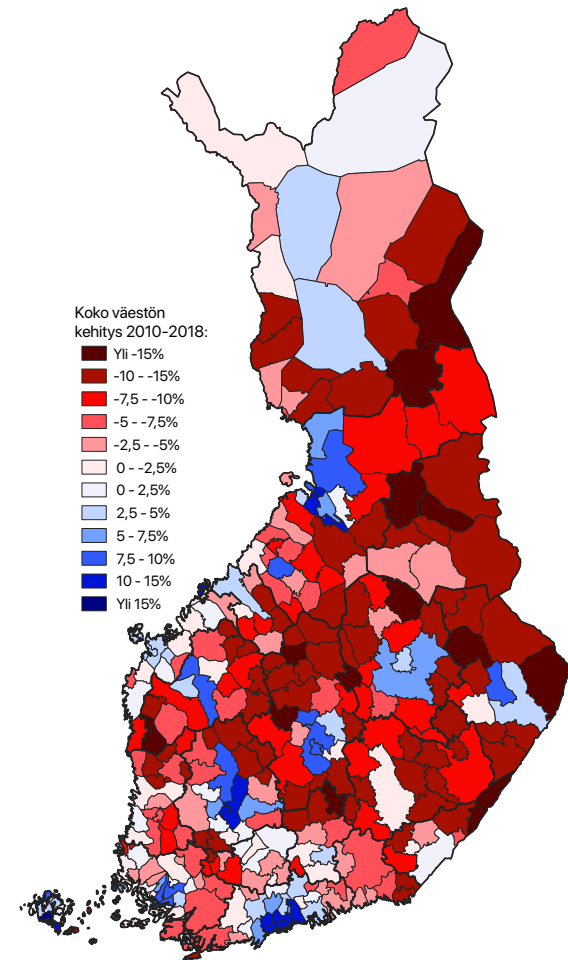 Koko väestön
kehitys 2010-2018:
Yli -15%
-10 - -15%
-7,5 - -10%
-5 - -7,5%
-2,5 - -5%
0 - -2,5%
0 - 2,5%
2,5 - 5%
5 - 7,5%
7,5 - 10%
10 - 15%
Yli 15%